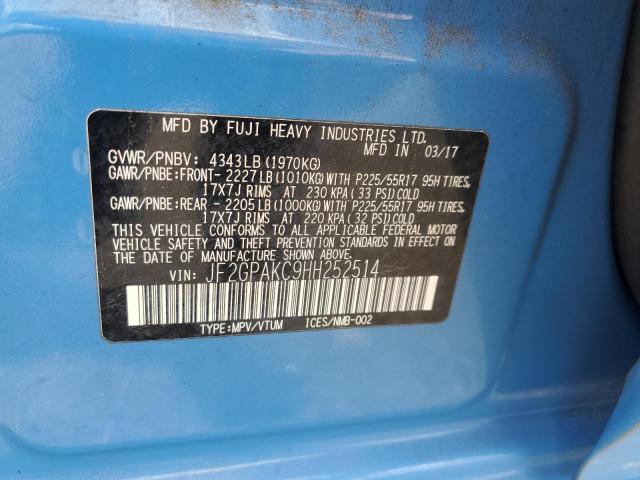 MFD BY FUJI HEAVY INDUSTRIES LTD.
MFD IN 03/17
GVWR/PNBV: 4343LB(1970KG)
GAWR/PNBE:FRONT-2227LB(1010KG)WITH P225/55R17 95H TIRES,
17X7J RIMS AT 230 KPA(33 PSI)COLD
GAWR/PNBE:REAR -2205LB(1000KG)WITH P225/55R17 95H TIRES,
17X7J RIMS AT 220 KPA(32 PSI)COLD
THIS VEHICLE CONFORMS TO ALL APPLICABLE FEDERAL MOTOR
VEHICLE SAFETY AND THEFT PREVENTION STANDARDS IN EFFECT ON
THE DATE OF MANUFACTURE SHOWN ABOVE.
VIN: JF2GPAKC9HH252514
TYPE:MPV/VTUM ICES/NMB-002